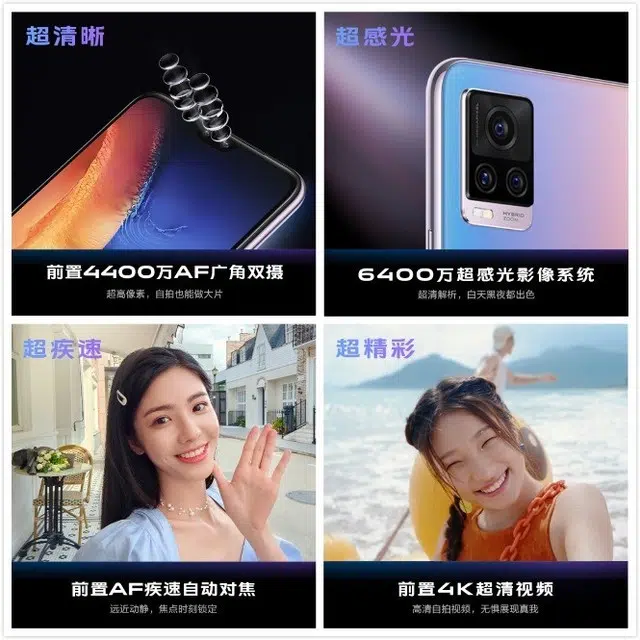 超清晰
前置4400万AF广角双摄
超高像素，自拍也能做大片
超感光
HYBRID
ZOOM
6400万超感光影像系统
超清解析，白天黑夜都出色
超疾速
前置AF疾速自动对焦
远近动静，焦点时刻锁定
超精彩
前置4K超清视频
高清自拍视频，无惧展现真我